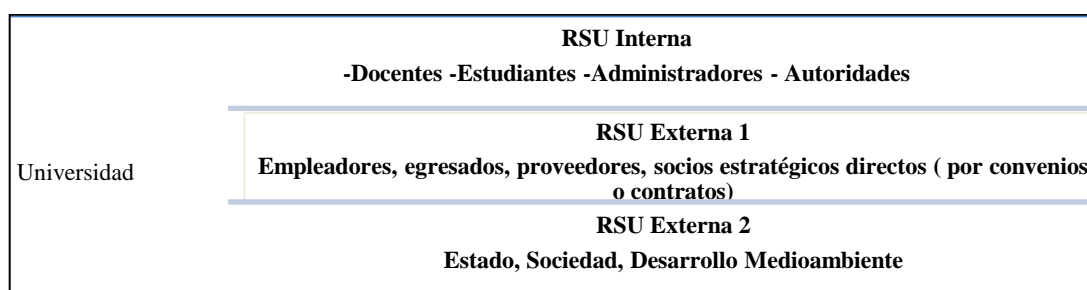 RSU Interna
-Docentes -Estudiantes -Administradores - Autoridades
RSU Externa 1
Universidad
Empleadores, egresados, proveedores, socios estratégicos directos ( por convenios
o contratos)
RSU Externa 2
Estado, Sociedad, Desarrollo Medioambiente